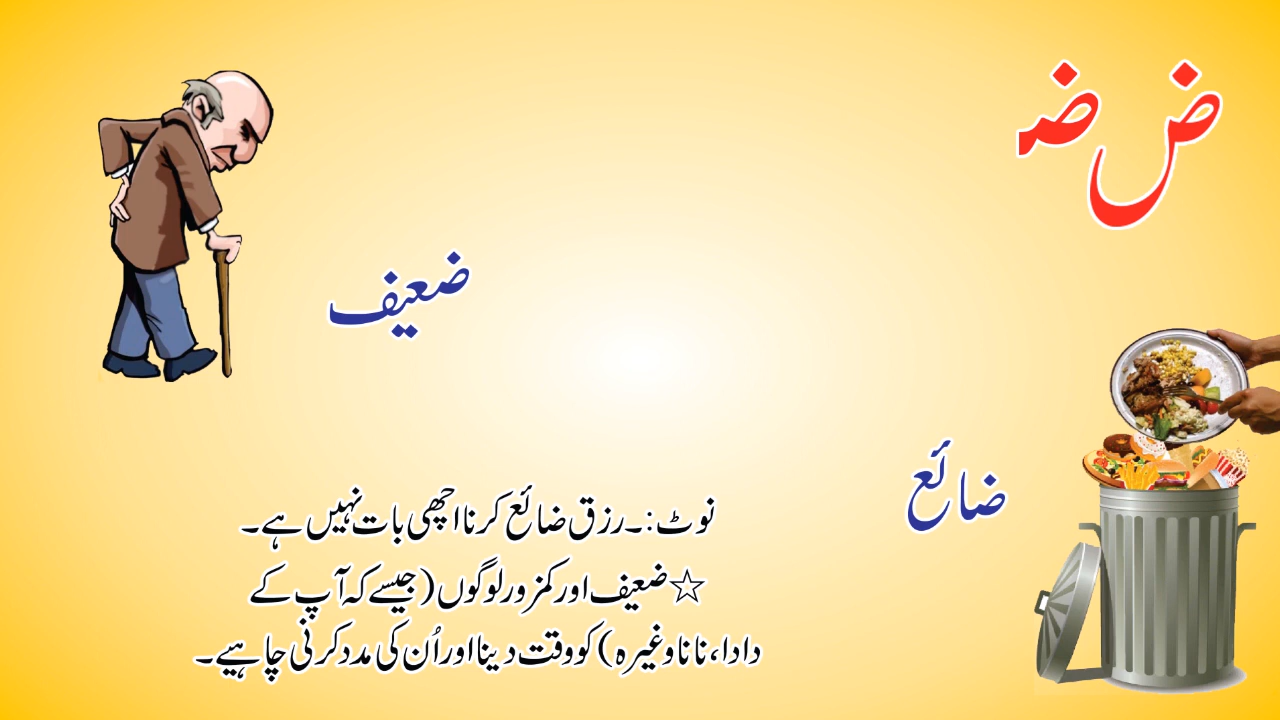 ض ضہ
ضعیف
ضائع
نوٹ:۔رزق ضائع کرنا اچھی بات نہیں ہے۔
☆ضعیف اور کمزور لوگوں (جیسے کہ آپ کے
دادا، نانا وغیرہ) کو وقت دینا اور اُن کی مدد کرنی چاہیے۔